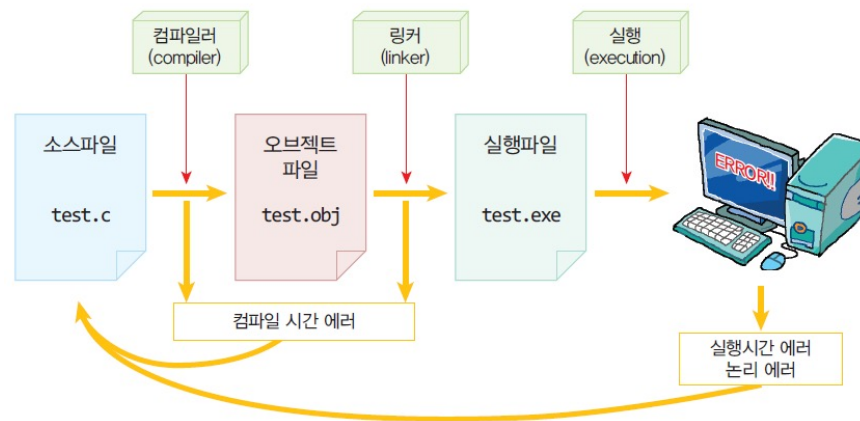 컴파일러
(compiler)
링커
(linker)
실행
(execution)
소스파일
test.c
오브젝트
파일
test.obj
실행파일
test.exe
ERROR!!
컴파일 시간 에러
실행시간 에러
논리 에러